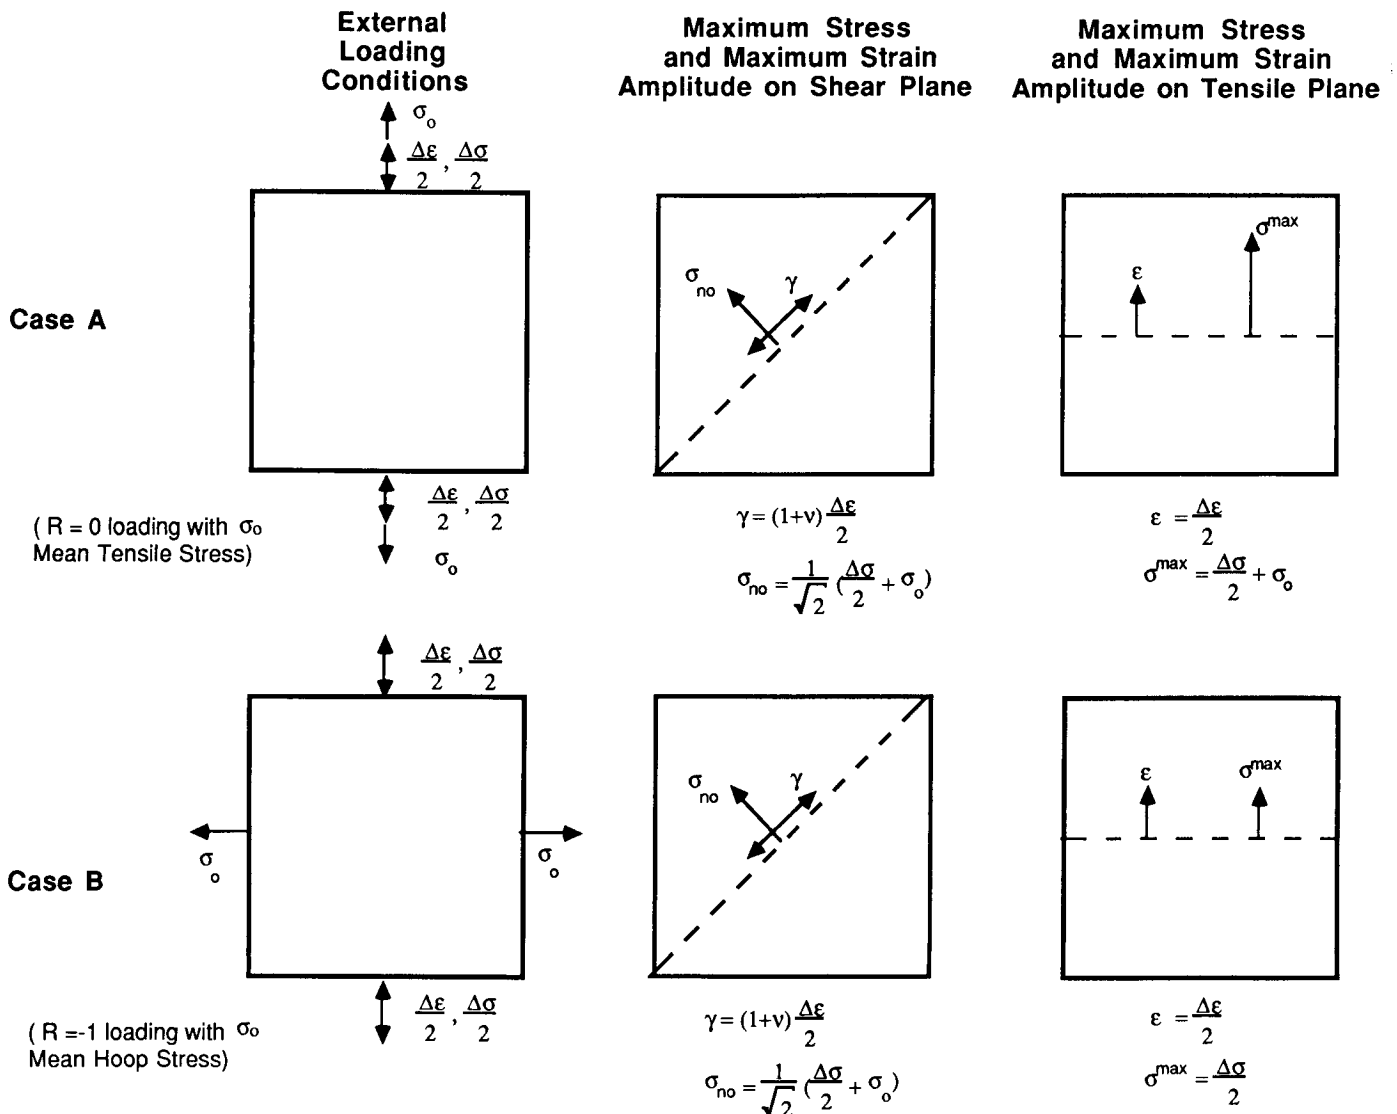 External
Loading
Conditions
Maximum Stress
and Maximum Strain
Amplitude on Shear Plane
Maximum Stress
and Maximum Strain
Amplitude on Tensile Plane
σo
Δε/2 , Δσ/2
Case A
σno
γ
ε
σmax
Δε/2 , Δσ/2
σo
( R = 0 loading with σo
Mean Tensile Stress)
γ = (1+ν) Δε/2
σno = 1/√2 (Δσ/2 + σo)
ε = Δε/2
σmax = Δσ/2 + σo
Δε/2 , Δσ/2
σo
σo
Case B
σno
γ
ε
σmax
Δε/2 , Δσ/2
( R =-1 loading with σo
Mean Hoop Stress)
γ = (1+ν) Δε/2
σno = 1/√2 (Δσ/2 + σo)
ε = Δε/2
σmax = Δσ/2